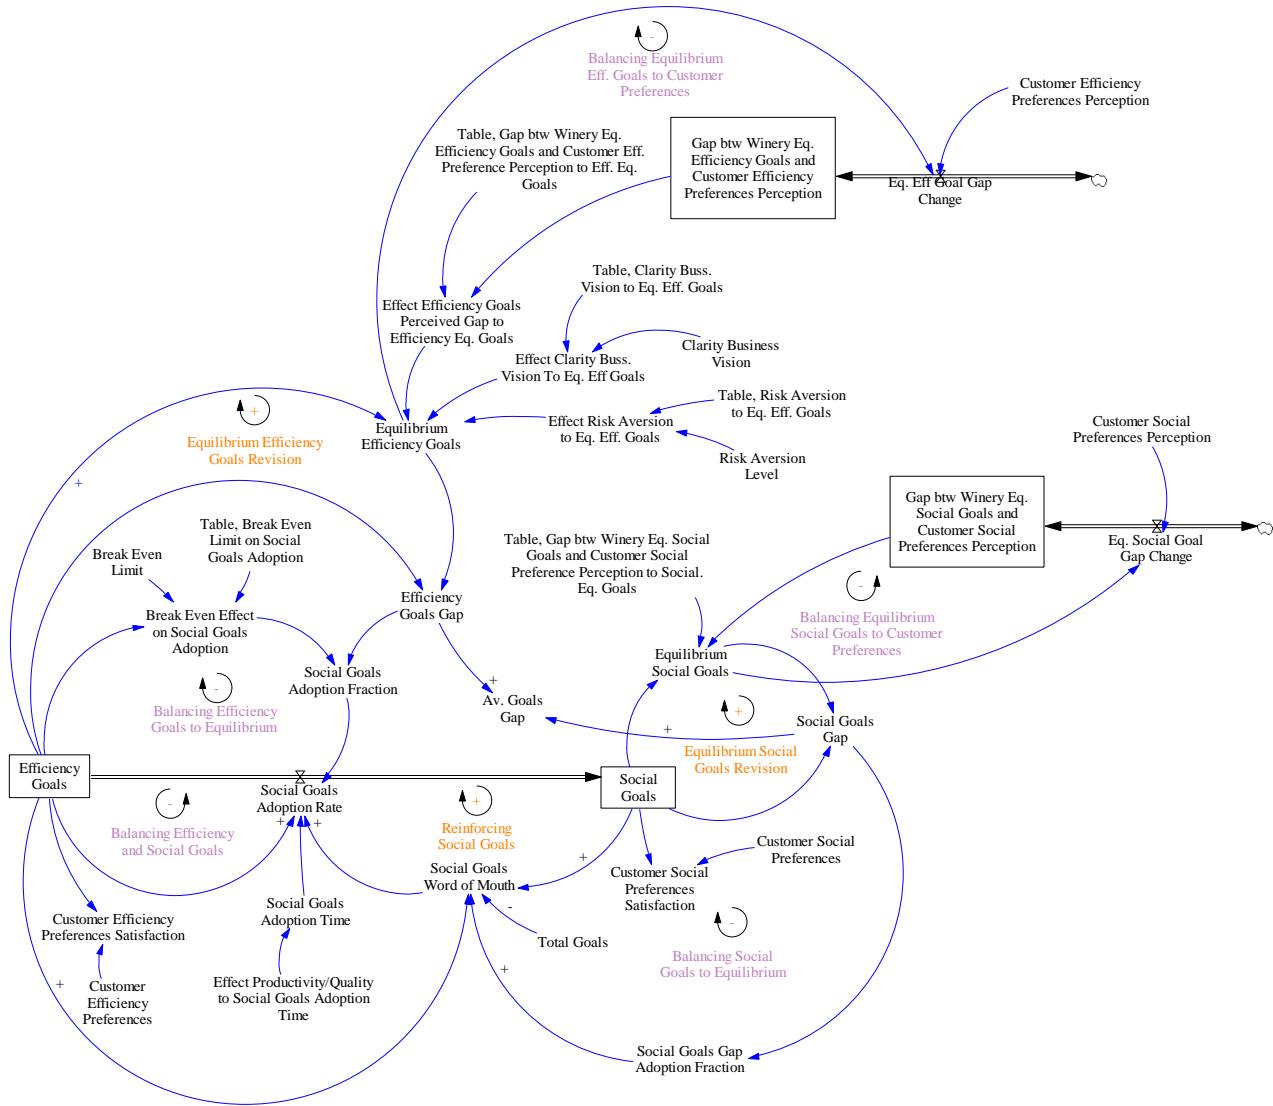 -
Balancing Equilibrium
Eff. Goals to Customer
Preferences
Customer Efficiency
Preferences Perception
Table, Gap btw Winery Eq.
Efficiency Goals and Customer Eff.
Preference Perception to Eff. Eq.
Goals
Gap btw Winery Eq.
Efficiency Goals and
Customer Efficiency
Preferences Perception
Eq. Eff Goal Gap
Change
Table, Clarity Buss.
Vision to Eq. Eff. Goals
Effect Efficiency Goals
Perceived Gap to
Efficiency Eq. Goals
Clarity Business
Vision
Effect Clarity Buss.
Vision To Eq. Eff Goals
Table, Risk Aversion
to Eq. Eff. Goals
Effect Risk Aversion
to Eq. Eff. Goals
Risk Aversion
Level
+
Equilibrium Efficiency
Goals Revision
Equilibrium
Efficiency Goals
+
Customer Social
Preferences Perception
Gap btw Winery Eq.
Social Goals and
Customer Social
Preferences Perception
Eq. Social Goal
Gap Change
Table, Break Even
Limit on Social
Goals Adoption
Break Even
Limit
Table, Gap btw Winery Eq. Social
Goals and Customer Social
Preference Perception to Social.
Eq. Goals
Efficiency
Goals Gap
Break Even Effect
on Social Goals
Adoption
-
Balancing Equilibrium
Social Goals to Customer
Preferences
Equilibrium
Social Goals
Social Goals
Adoption Fraction
-
Balancing Efficiency
Goals to Equilibrium
+
Av. Goals
Gap
+
+
Equilibrium Social
Goals Revision
Social Goals
Gap
Efficiency
Goals
Social Goals
Adoption Rate
+
+
Social
Goals
-
Balancing Efficiency
and Social Goals
+
Reinforcing
Social Goals
Social Goals
Word of Mouth
+
Customer Social
Preferences
Customer Social
Preferences
Satisfaction
Social Goals
Adoption Time
-
Total Goals
-
Balancing Social
Goals to Equilibrium
Customer Efficiency
Preferences Satisfaction
+
Customer
Efficiency
Preferences
Effect Productivity/Quality
to Social Goals Adoption
Time
+
Social Goals Gap
Adoption Fraction